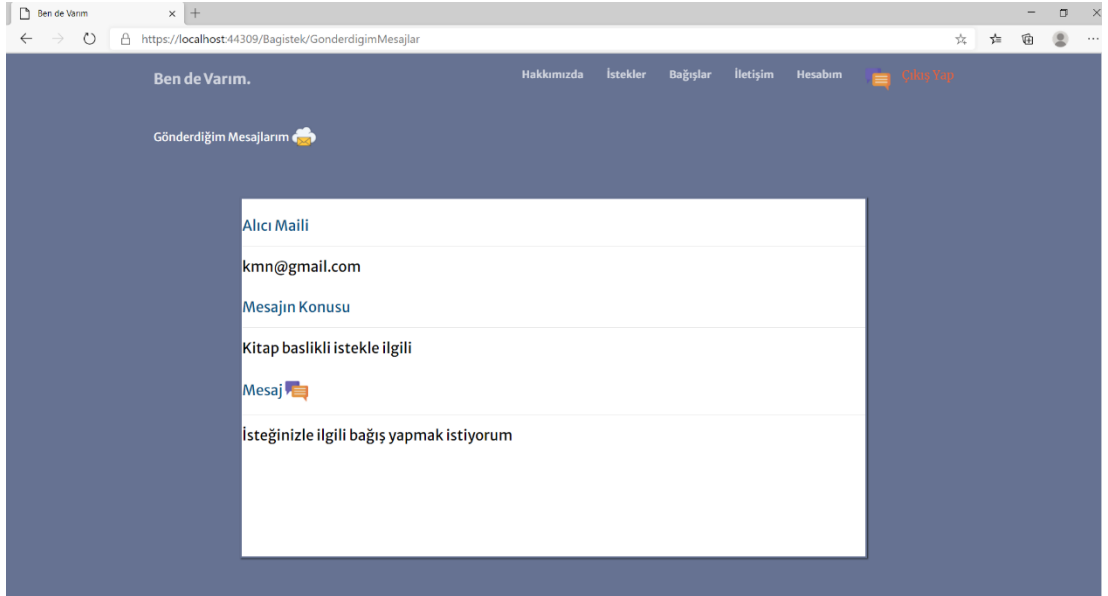 Ben de Varım
https://localhost:44309/Bagistek/GonderdigimMesajlar
Ben de Varım.
Hakkımızda İstekler Bağışlar İletişim Hesabım Çıkış Yap
Gönderdiğim Mesajlarım
Alıcı Maili
kmn@gmail.com
Mesajın Konusu
Kitap baslikli istekle ilgili
Mesaj
İsteğinizle ilgili bağış yapmak istiyorum